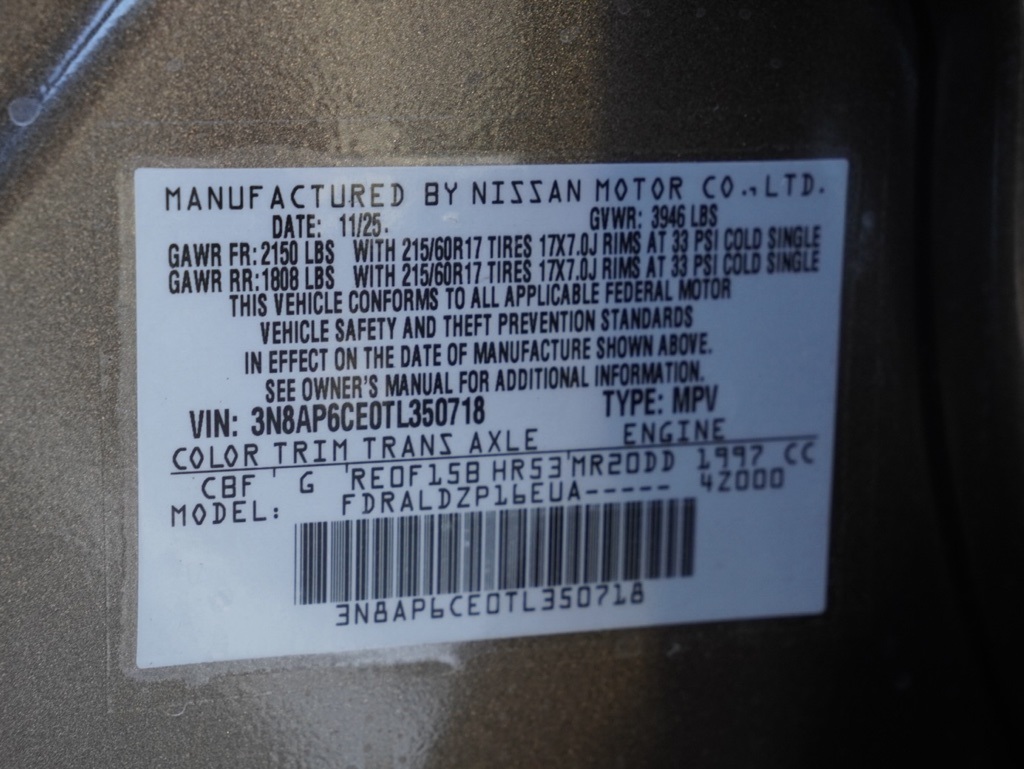 MANUFACTURED BY NISSAN MOTOR CO., LTD.
DATE: 11/25. GVWR: 3946 LBS
GAWR FR: 2150 LBS WITH 215/60R17 TIRES 17X7.0J RIMS AT 33 PSI COLD SINGLE
GAWR RR: 1808 LBS WITH 215/60R17 TIRES 17X7.0J RIMS AT 33 PSI COLD SINGLE
THIS VEHICLE CONFORMS TO ALL APPLICABLE FEDERAL MOTOR
VEHICLE SAFETY AND THEFT PREVENTION STANDARDS
IN EFFECT ON THE DATE OF MANUFACTURE SHOWN ABOVE.
SEE OWNER'S MANUAL FOR ADDITIONAL INFORMATION.
VIN: 3N8AP6CE0TL350718 TYPE: MPV
COLOR TRIM TRANS AXLE ENGINE
CBF G RE0F15B HR53 MR20DD 1997 CC
MODEL: FDRALDZP16EUA----- 4Z000
3N8AP6CE0TL350718